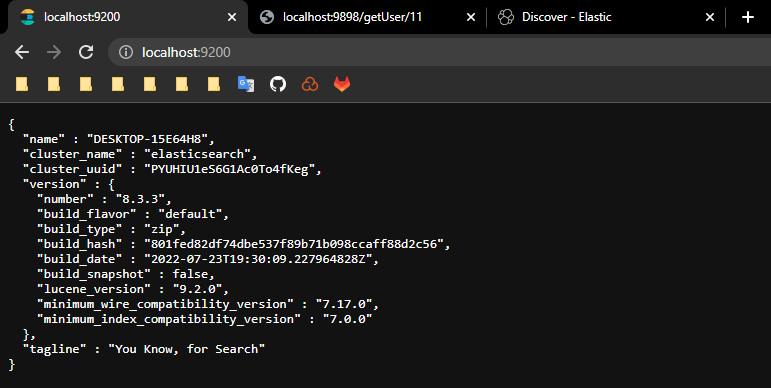 localhost:9200
localhost:9898/getUser/11
Discover - Elastic
localhost:9200
{
"name" : "DESKTOP-15E64H8",
"cluster_name" : "elasticsearch",
"cluster_uuid" : "PYUHIU1eS6G1Ac0To4fKeg",
"version" : {
"number" : "8.3.3",
"build_flavor" : "default",
"build_type" : "zip",
"build_hash" : "801fed82df74dbe537f89b71b098ccaff88d2c56",
"build_date" : "2022-07-23T19:30:09.227964828Z",
"build_snapshot" : false,
"lucene_version" : "9.2.0",
"minimum_wire_compatibility_version" : "7.17.0",
"minimum_index_compatibility_version" : "7.0.0"
},
"tagline" : "You Know, for Search"
}